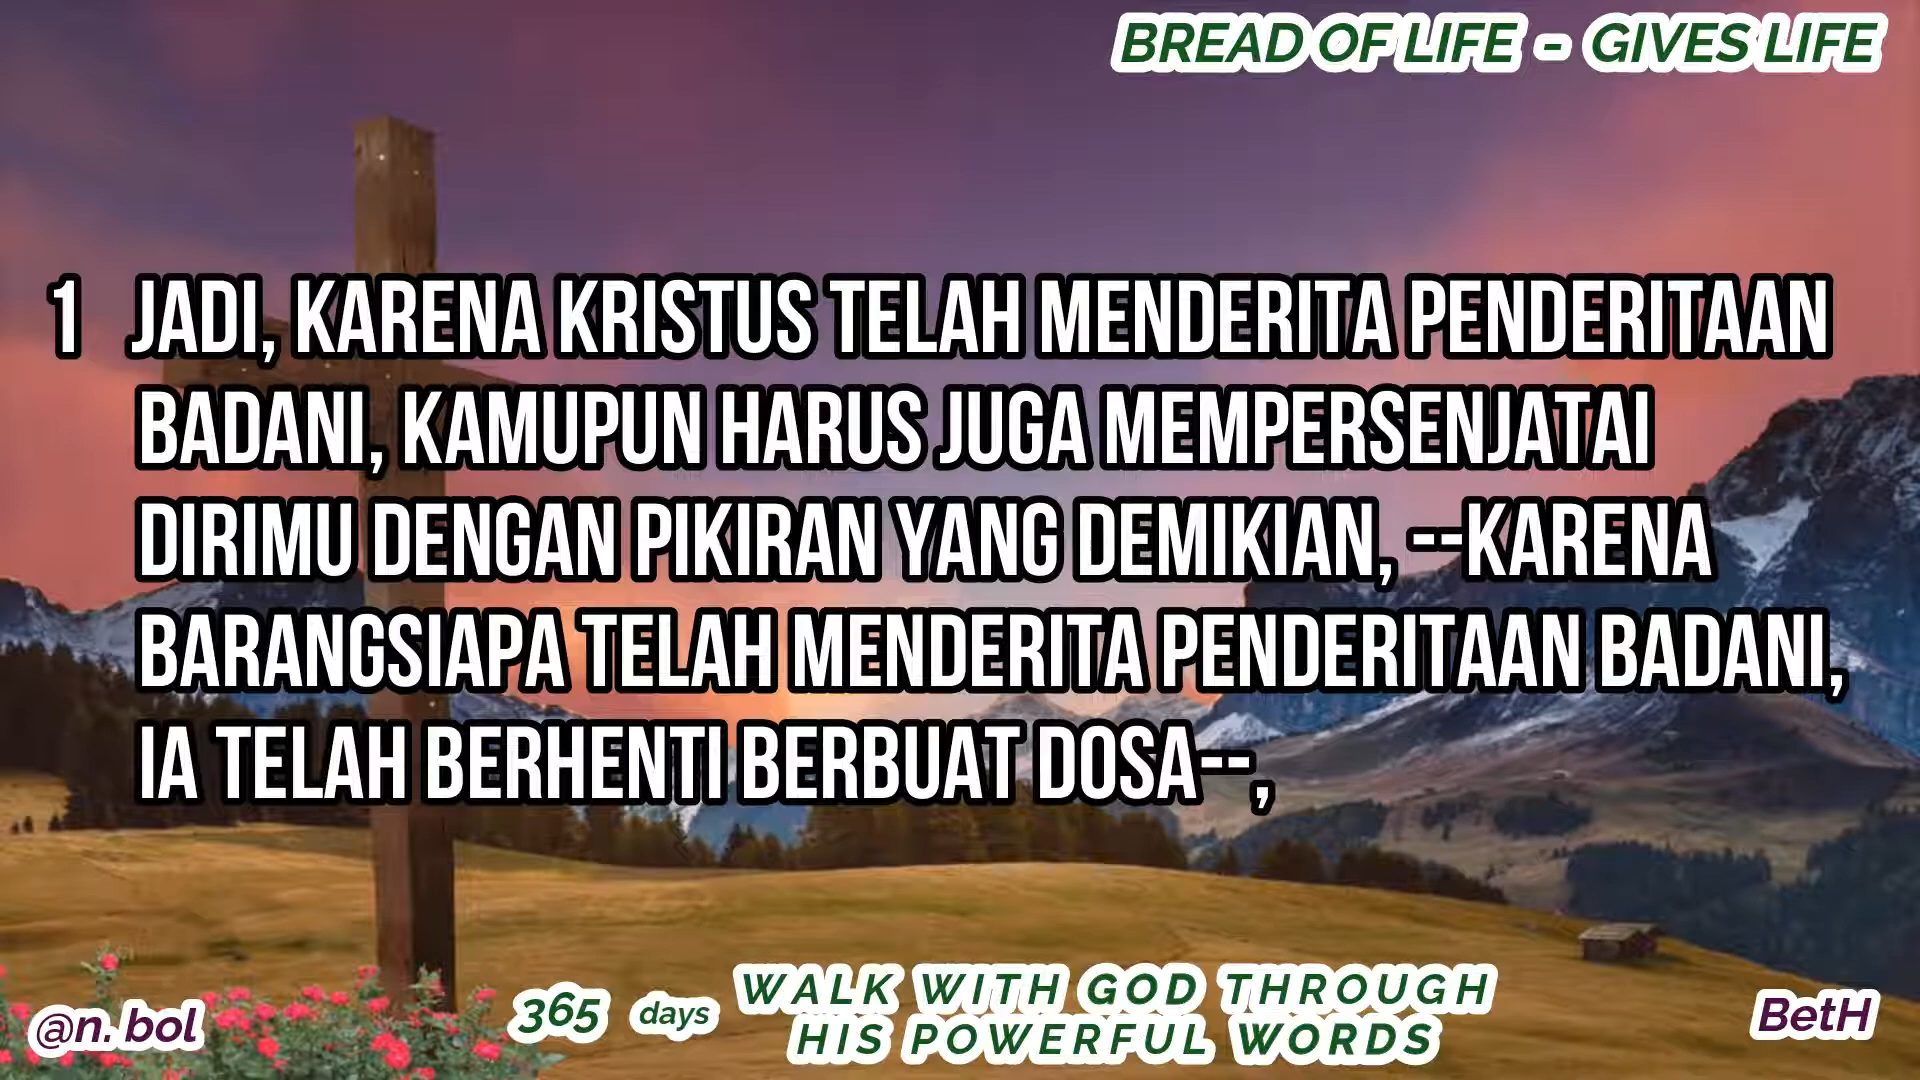 BREAD OF LIFE - GIVES LIFE
1 JADI, KARENA KRISTUS TELAH MENDERITA PENDERITAAN
BADANI, KAMUPUN HARUS JUGA MEMPERSENJATAI
DIRIMU DENGAN PIKIRAN YANG DEMIKIAN, --KARENA
BARANGSIAPA TELAH MENDERITA PENDERITAAN BADANI,
IA TELAH BERHENTI BERBUAT DOSA--,
@n. bol
365 days
WALK WITH GOD THROUGH
HIS POWERFUL WORDS
BetH